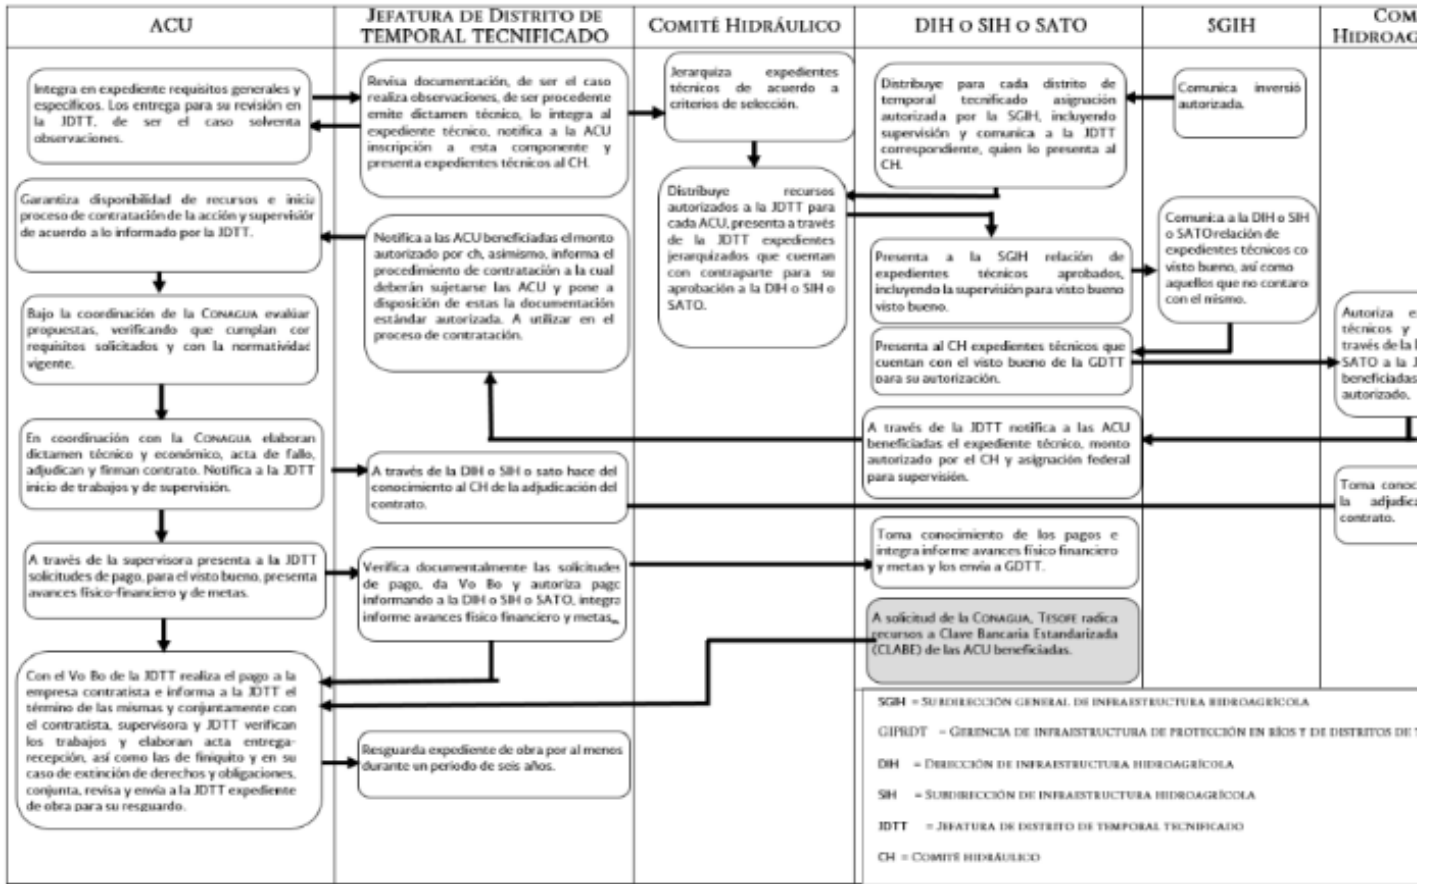 ACU
JEFATURA DE DISTRITO DE
TEMPORAL TECNIFICADO
COMITÉ HIDRÁULICO
DIH O SIH O SATO
SGIH
COM
HIDROAG
Integra en expediente requisitos generales y
específicos. Los entrega para su revisión en
la JDTT, de ser el caso solventa
observaciones.
Revisa documentación, de ser el caso
realiza observaciones, de ser procedente
emite dictamen técnico, lo integra al
expediente técnico, notifica a la ACU
inscripción a esta componente y
presenta expedientes técnicos al CH.
Jerarquiza expedientes
técnicos de acuerdo a
criterios de selección.
Distribuye para cada distrito de
temporal tecnificado asignación
autorizada por la SGIH, incluyendo
supervisión y comunica a la JDTT
correspondiente, quien lo presenta al
CH.
Comunica inversió
autorizada.
Garantiza disponibilidad de recursos e inicia
proceso de contratación de la acción y supervisión
de acuerdo a lo informado por la JDTT.
Notifica a las ACU beneficiadas el monto
autorizado por ch, asimismo, informa el
procedimiento de contratación a la cual
deberán sujetarse las ACU y pone a
disposición de estas la documentación
estándar autorizada. A utilizar en el
proceso de contratación.
Distribuye recursos
autorizados a la JDTT para
cada ACU, presenta a través
de la JDTT expedientes
jerarquizados que cuentan
con contraparte para su
aprobación a la DIH o SIH o
SATO.
Presenta a la SGIH relación de
expedientes técnicos aprobados,
incluyendo la supervisión para visto bueno
visto bueno.
Comunica a la DIH o SIH
o SATO relación de
expedientes técnicos co
visto bueno, así como
aquellos que no contaro
con el mismo.
Bajo la coordinación de la CONAGUA evalúar
propuestas, verificando que cumplan cor
requisitos solicitados y con la normatividad
vigente.
Presenta al CH expedientes técnicos que
cuentan con el visto bueno de la GDTT
para su autorización.
Autoriza e
técnicos y
través de la
SATO a la J
beneficiadas
autorizado.
En coordinación con la CONAGUA elaboran
dictamen técnico y económico, acta de fallo,
adjudican y firman contrato. Notifica a la JDTT
inicio de trabajos y de supervisión.
A través de la DIH o SIH o sato hace del
conocimiento al CH de la adjudicación del
contrato.
A través de la JDTT notifica a las ACU
beneficiadas el expediente técnico, monto
autorizado por el CH y asignación federal
para supervisión.
Toma conoc
la adjudica
contrato.
A través de la supervisora presenta a la JDTT
solicitudes de pago, para el visto bueno, presenta
avances físico-financiero y de metas.
Verifica documentalmente las solicitudes
de pago, da Vo Bo y autoriza pago
informando a la DIH o SIH o SATO, integra
informe avances físico financiero y metas
Toma conocimiento de los pagos e
integra informe avances físico financiero
y metas y los envía a GDTT.
A solicitud de la CONAGUA, TESOFE radica
recursos a Clave Bancaria Estandarizada
(CLABE) de las ACU beneficiadas.
Con el Vo Bo de la JDTT realiza el pago a la
empresa contratista e informa a la JDTT el
término de las mismas y conjuntamente con
el contratista, supervisora y JDTT verifican
los trabajos y elaboran acta entrega-
recepción, así como las de finiquito y en su
caso de extinción de derechos y obligaciones,
conjunta, revisa y envía a la JDTT expediente
de obra para su resguardo.
Resguarda expediente de obra por al menos
durante un periodo de seis años.
SGIH = SUBDIRECCIÓN GENERAL DE INFRAESTRUCTURA HIDROAGRÍCOLA
GIPRDT = GERENCIA DE INFRAESTRUCTURA DE PROTECCIÓN EN RÍOS Y DE DISTRITOS DE
DIH = DIRECCIÓN DE INFRAESTRUCTURA HIDROAGRÍCOLA
SIH = SUBDIRECCIÓN DE INFRAESTRUCTURA HIDROAGRÍCOLA
JDTT = JEFATURA DE DISTRITO DE TEMPORAL TECNIFICADO
CH = COMITÉ HIDRÁULICO